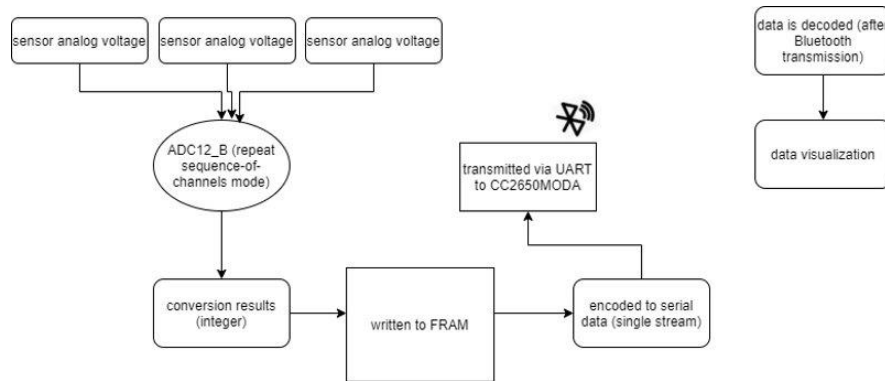 sensor analog voltage
sensor analog voltage
sensor analog voltage
data is decoded (after
Bluetooth
transmission)
ADC12_B (repeat
sequence-of-
channels mode)
transmitted via UART
to CC2650MODA
data visualization
conversion results
(integer)
written to FRAM
encoded to serial
data (single stream)